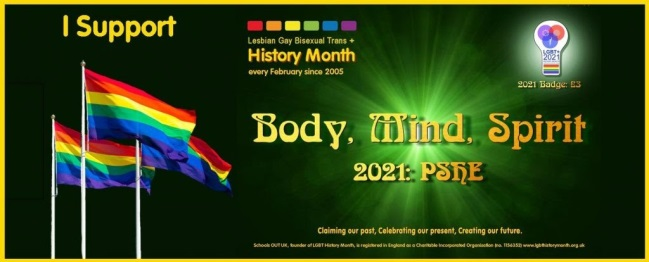 I Support
Lesbian Gay Bisexual Trans +
History Month
every February since 2005
LGBT+
2021
2021 Badge: £3
Body, Mind, Spirit
2021: PSHE
Claiming our past, Celebrating our present, Creating our future.
Schools OUT UK, founder of LGBT History Month, is registered in England as a Charitable Incorporated Organisation (no. 1156352) www.lgbthistorymonth.org.uk